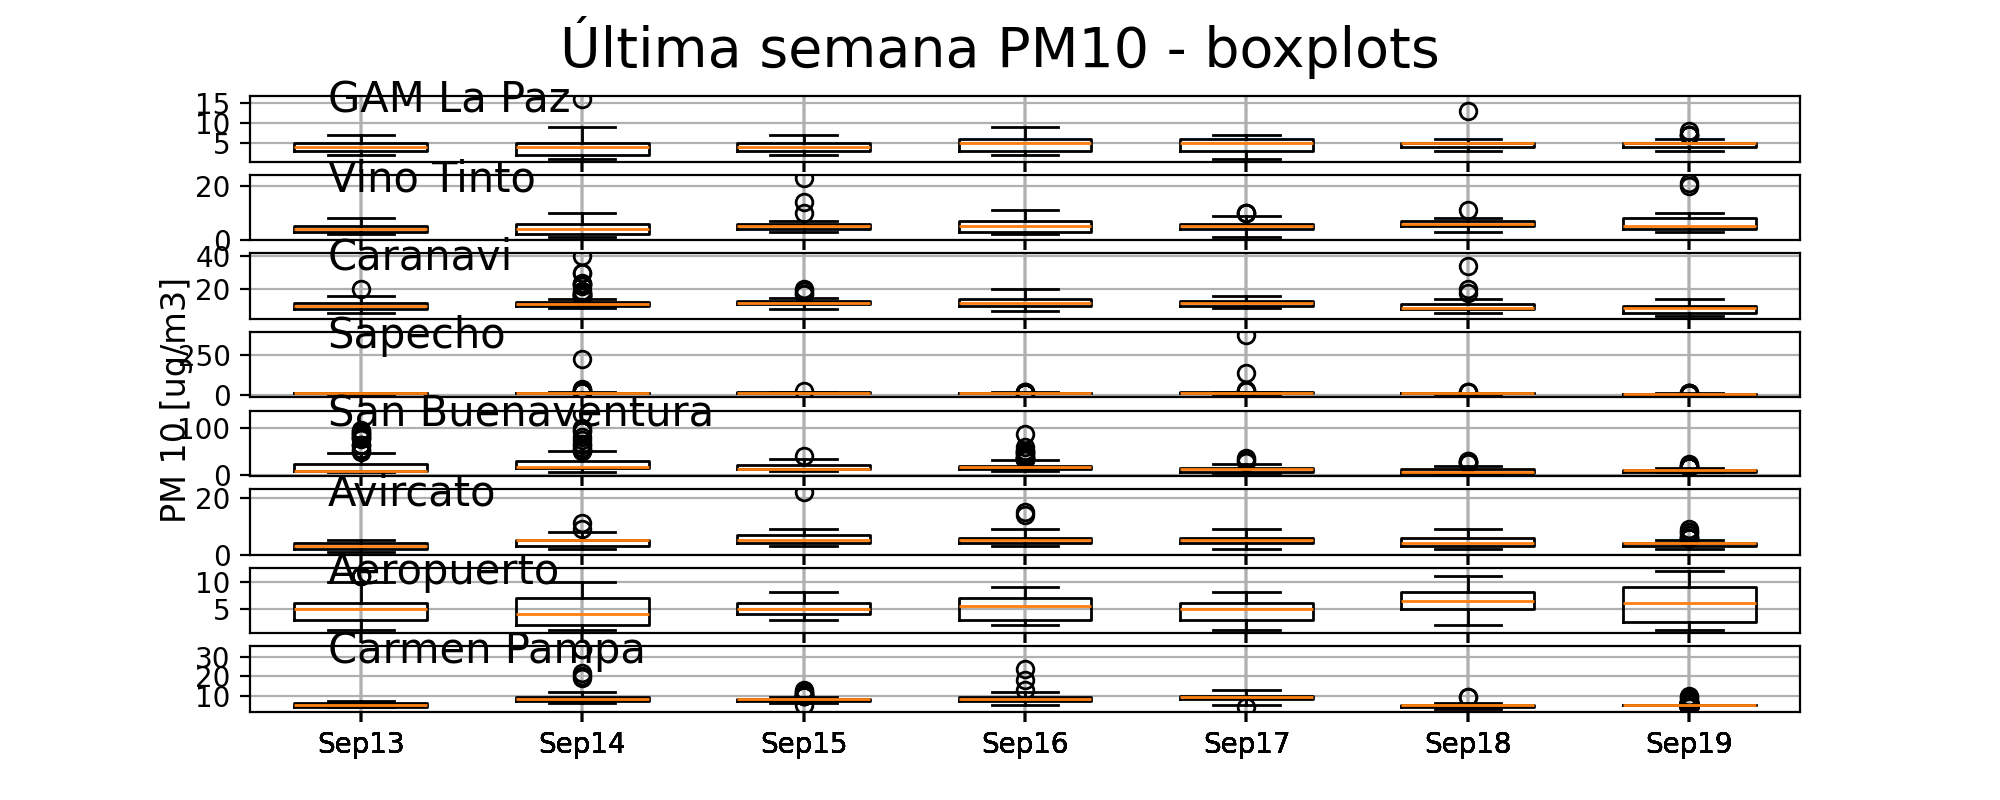 Última semana PM10 - boxplots
GAM La Paz
15
10
5
Vino Tinto
20
0
Caranavi
40
20
Sapecho
250
0
San Buenaventura
100
0
Avircato
20
0
Aeropuerto
10
5
Carmen Pampa
30
20
10
PM 10 [ug/m3]
Sep13 Sep14 Sep15 Sep16 Sep17 Sep18 Sep19